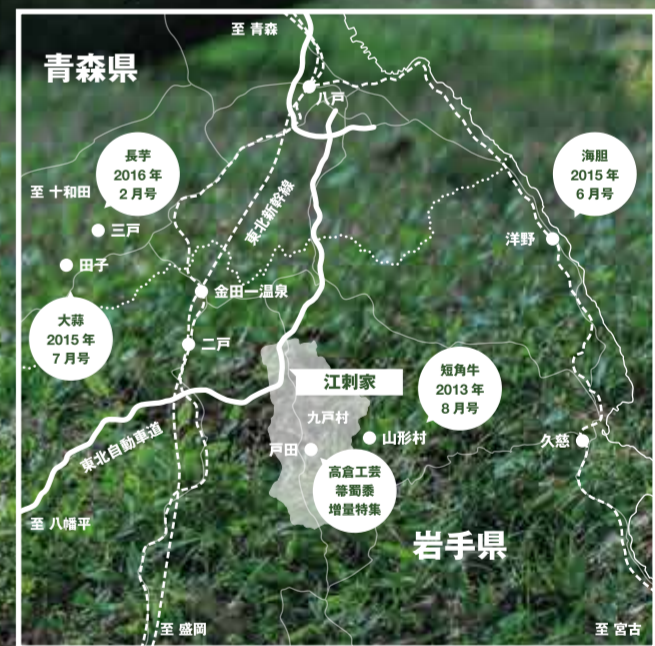 至 青森
青森県
八戸
長芋
2016 年
2 月号
海胆
2015 年
6 月号
至 十和田
東北新幹線
三戸
洋野
田子
金田一温泉
大蒜
2015 年
7 月号
二戸
江刺家
短角牛
2013 年
8 月号
九戸村
山形村
戸田
久慈
東北自動車道
高倉工芸
箒蜀黍
増量特集
至 八幡平
岩手県
至 盛岡
至 宮古